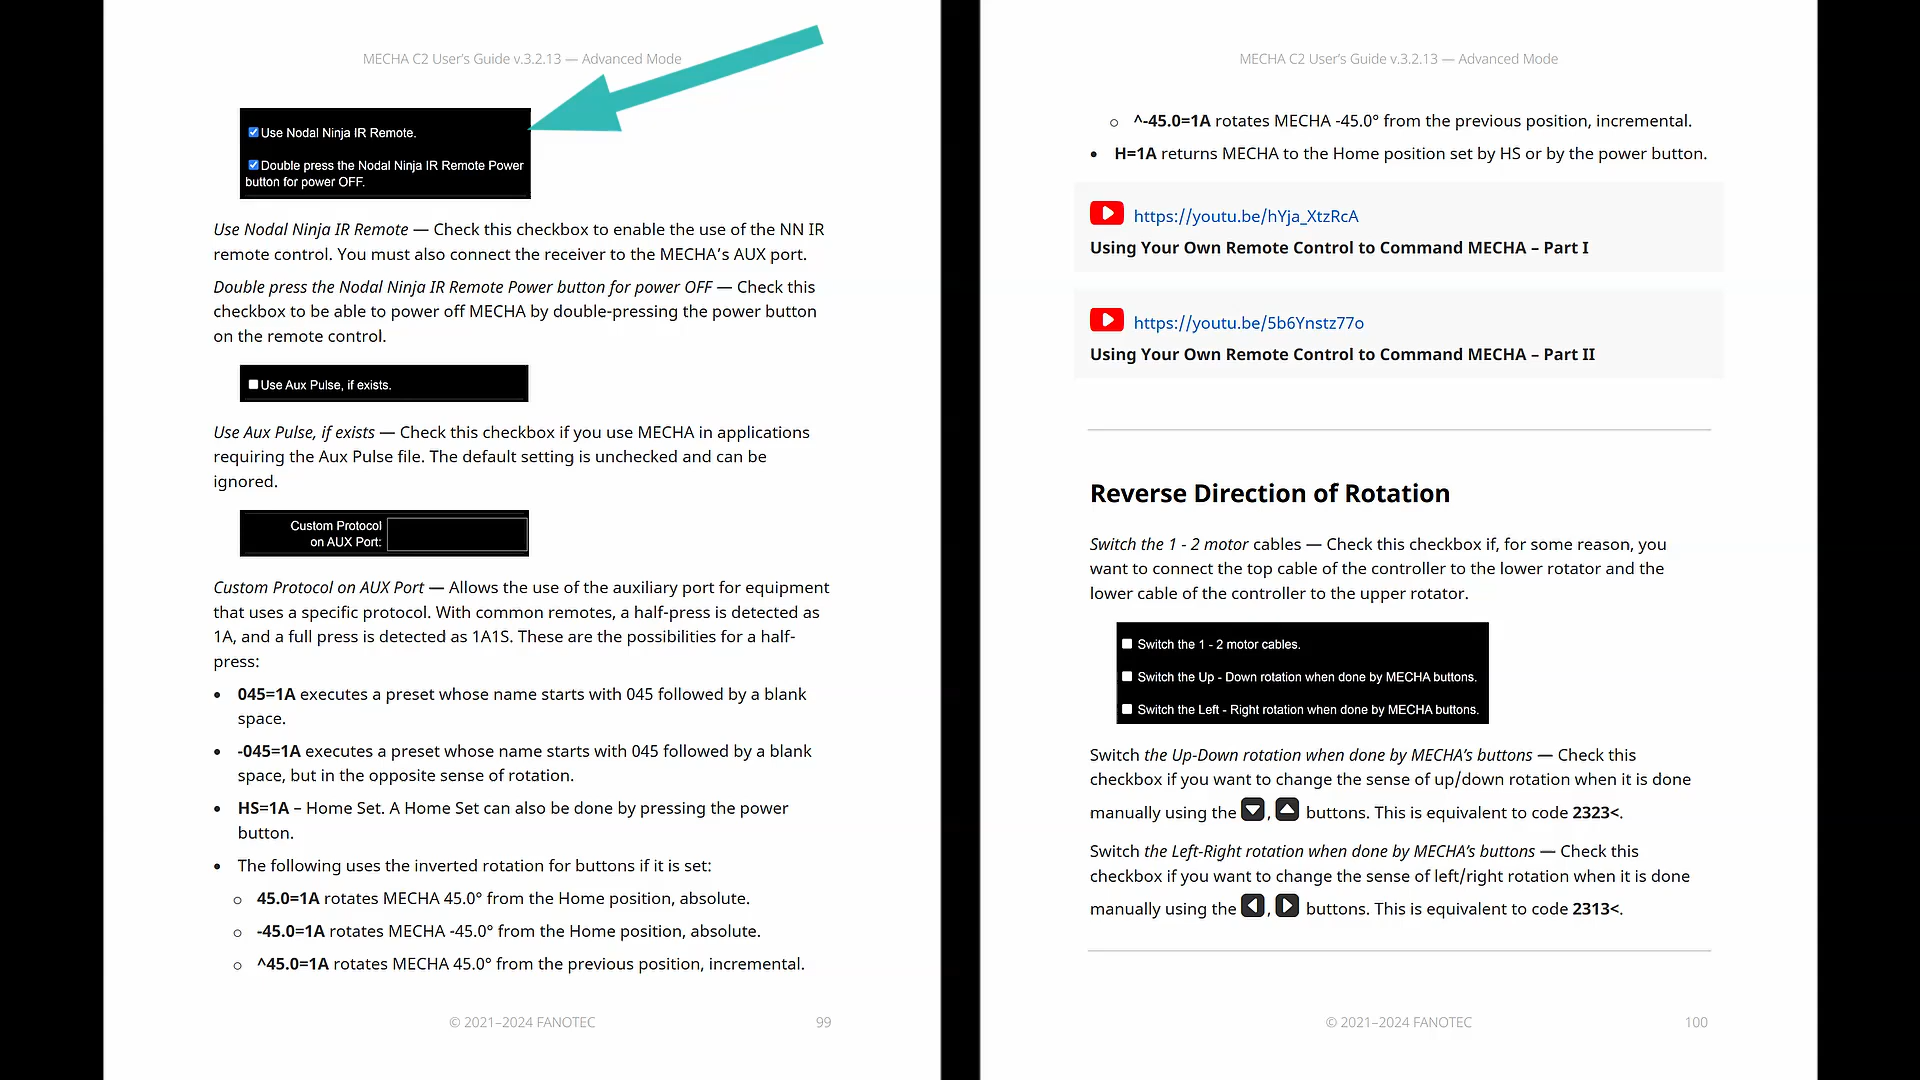 MECHA C2 User's Guide v.3.2.13 — Advanced Mode
Use Nodal Ninja IR Remote.
Double press the Nodal Ninja IR Remote Power
button for power OFF.
Use Nodal Ninja IR Remote — Check this checkbox to enable the use of the NN IR
remote control. You must also connect the receiver to the MECHA's AUX port.
Double press the Nodal Ninja IR Remote Power button for power OFF — Check this
checkbox to be able to power off MECHA by double-pressing the power button
on the remote control.
Use Aux Pulse, if exists.
Use Aux Pulse, if exists — Check this checkbox if you use MECHA in applications
requiring the Aux Pulse file. The default setting is unchecked and can be
ignored.
Custom Protocol
on AUX Port:
Custom Protocol on AUX Port — Allows the use of the auxiliary port for equipment
that uses a specific protocol. With common remotes, a half-press is detected as
1A, and a full press is detected as 1A1S. These are the possibilities for a half-
press:
• 045=1A executes a preset whose name starts with 045 followed by a blank
space.
• -045=1A executes a preset whose name starts with 045 followed by a blank
space, but in the opposite sense of rotation.
• HS=1A – Home Set. A Home Set can also be done by pressing the power
button.
• The following uses the inverted rotation for buttons if it is set:
○ 45.0=1A rotates MECHA 45.0° from the Home position, absolute.
○ -45.0=1A rotates MECHA -45.0° from the Home position, absolute.
○ ^45.0=1A rotates MECHA 45.0° from the previous position, incremental.
© 2021–2024 FANOTEC 99
MECHA C2 User's Guide v.3.2.13 — Advanced Mode
○ ^-45.0=1A rotates MECHA -45.0° from the previous position, incremental.
• H=1A returns MECHA to the Home position set by HS or by the power button.
https://youtu.be/hYja_XtzRcA
Using Your Own Remote Control to Command MECHA – Part I
https://youtu.be/5b6Ynstz77o
Using Your Own Remote Control to Command MECHA – Part II
Reverse Direction of Rotation
Switch the 1 - 2 motor cables — Check this checkbox if, for some reason, you
want to connect the top cable of the controller to the lower rotator and the
lower cable of the controller to the upper rotator.
Switch the 1 - 2 motor cables.
Switch the Up - Down rotation when done by MECHA buttons.
Switch the Left - Right rotation when done by MECHA buttons.
Switch the Up-Down rotation when done by MECHA's buttons — Check this
checkbox if you want to change the sense of up/down rotation when it is done
manually using the , buttons. This is equivalent to code 2323<.
Switch the Left-Right rotation when done by MECHA's buttons — Check this
checkbox if you want to change the sense of left/right rotation when it is done
manually using the , buttons. This is equivalent to code 2313<.
© 2021–2024 FANOTEC 100